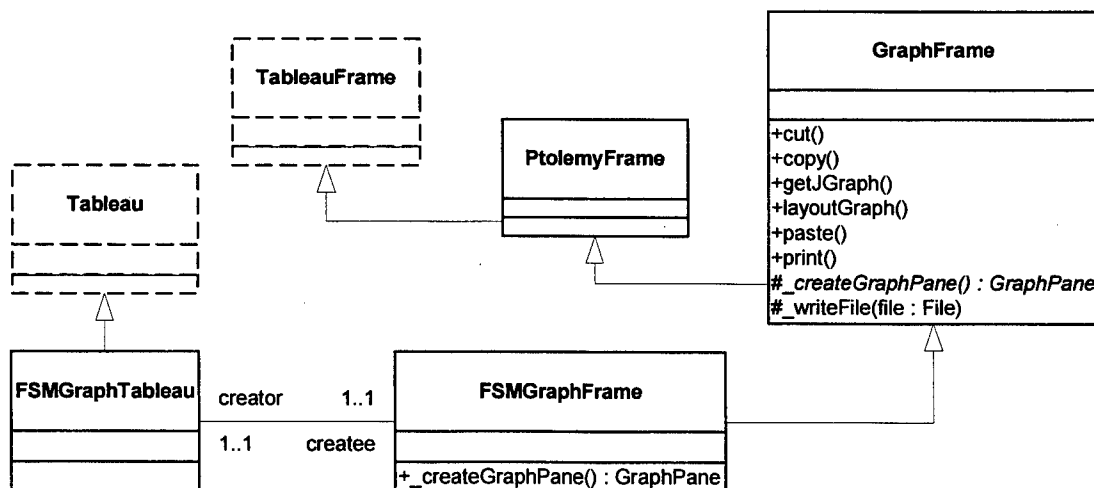 GraphFrame
TableauFrame
+cut()
+copy()
+getJGraph()
+layoutGraph()
+paste()
+print()
#_createGraphPane() : GraphPane
#_writeFile(file : File)
PtolemyFrame
Tableau
FSMGraphTableau
creator 1..1
1..1 createe
FSMGraphFrame
+_createGraphPane() : GraphPane